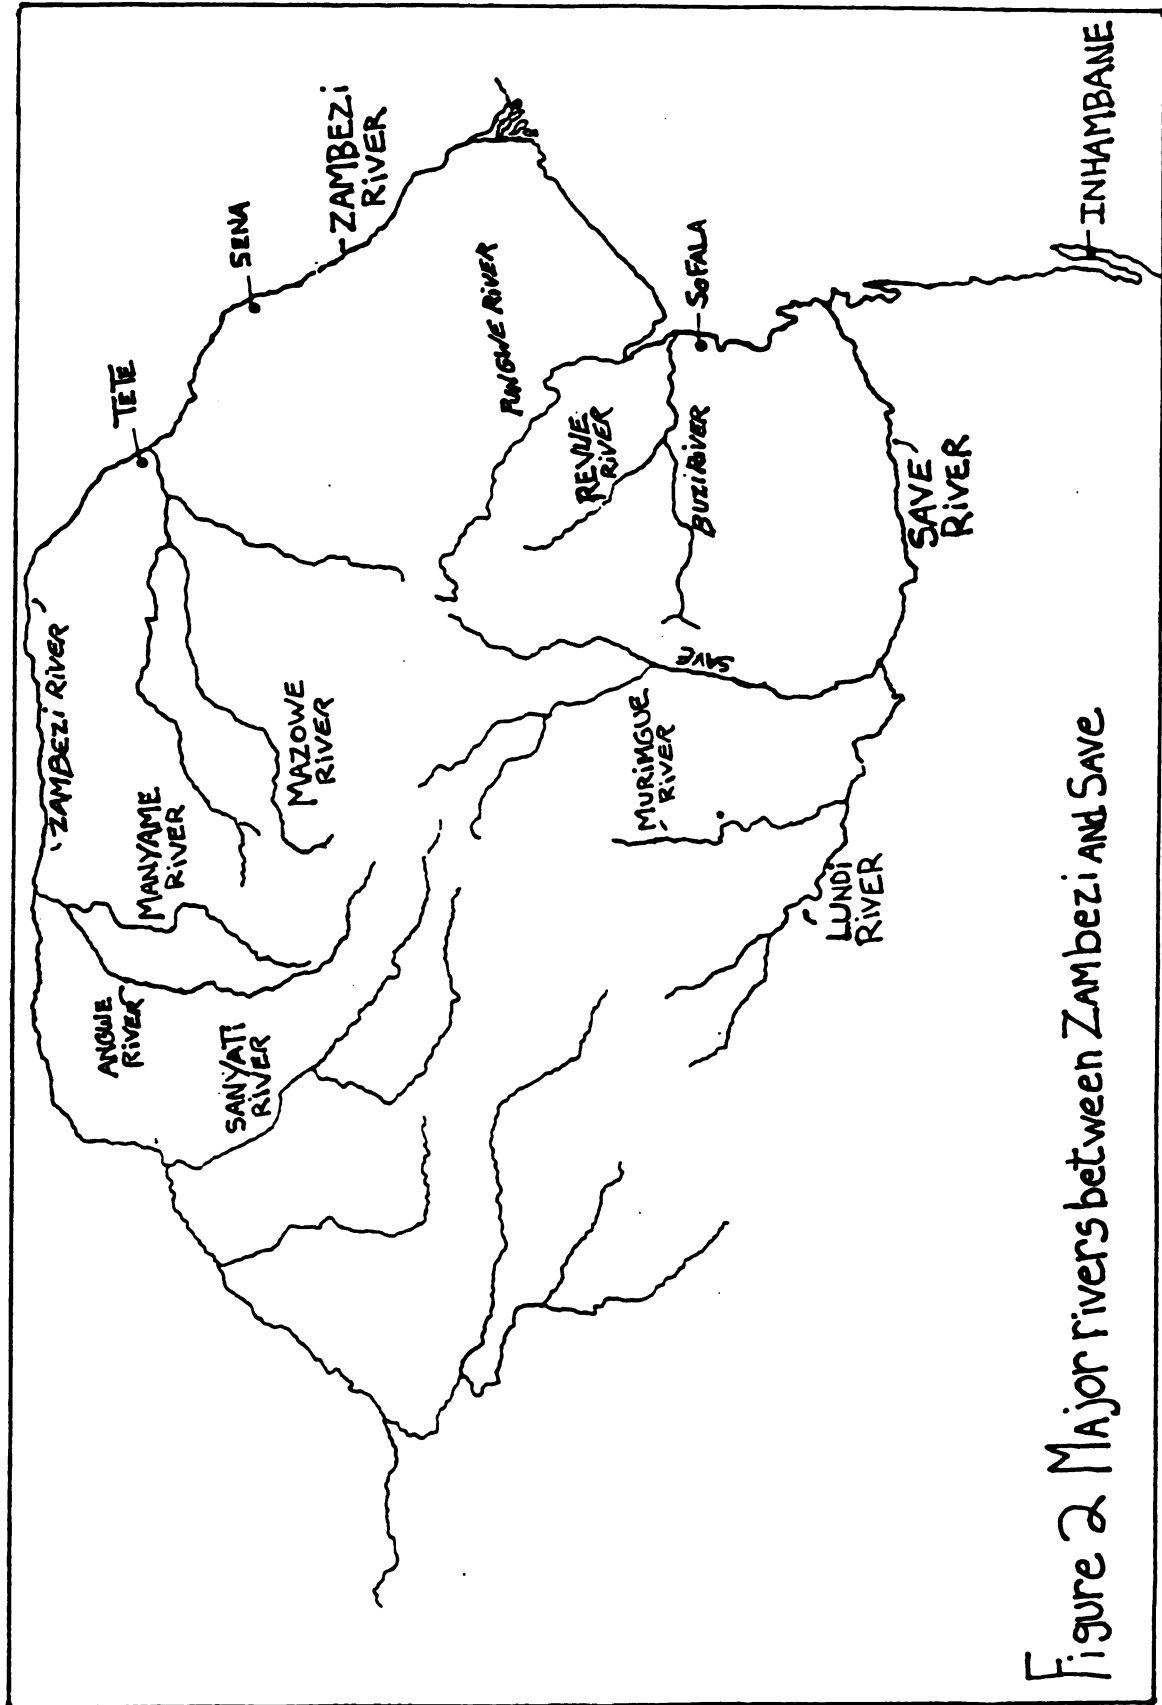 ZAMBEZI RIVER
TETE
SENA
ZAMBEZI
RIVER
MANYAME
RIVER
ANGWE
RIVER
SANYATI
RIVER
MAZOWE
RIVER
PUNGWE RIVER
REVUE
RIVER
BUZI RIVER
SOFALA
SAVE
MURIMGUE
RIVER
SAVE
RIVER
LUNDI
RIVER
INHAMBANE
Figure 2 Major rivers between Zambezi and Save